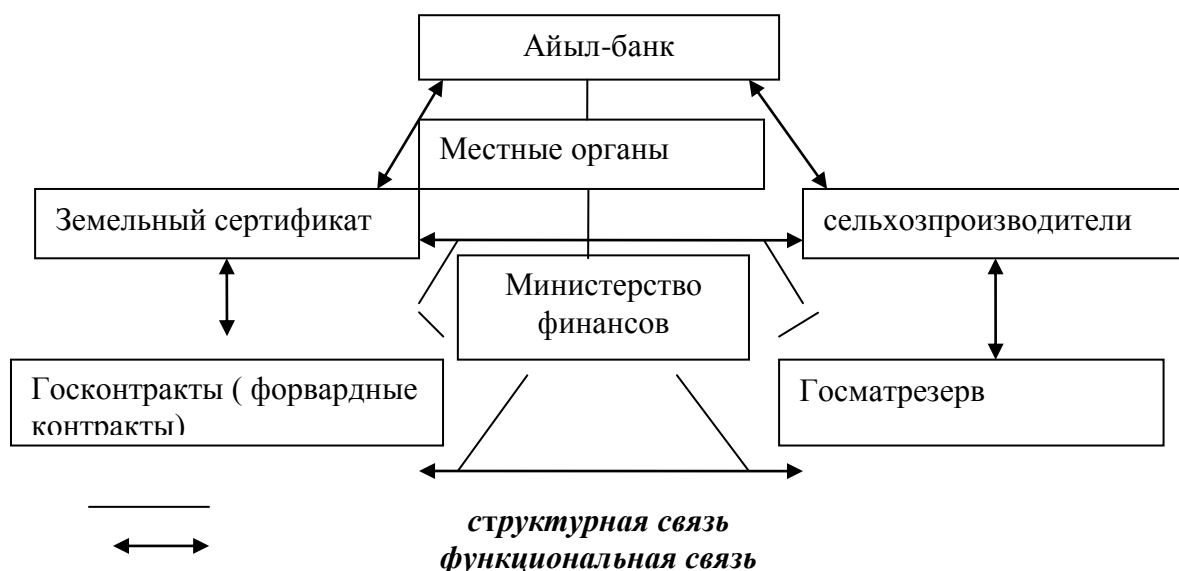 Айыл-банк
Местные органы
Земельный сертификат
сельхозпроизводители
Министерство
финансов
Госконтракты ( форвардные
контракты)
Госматрезерв
структурная связь
функциональная связь